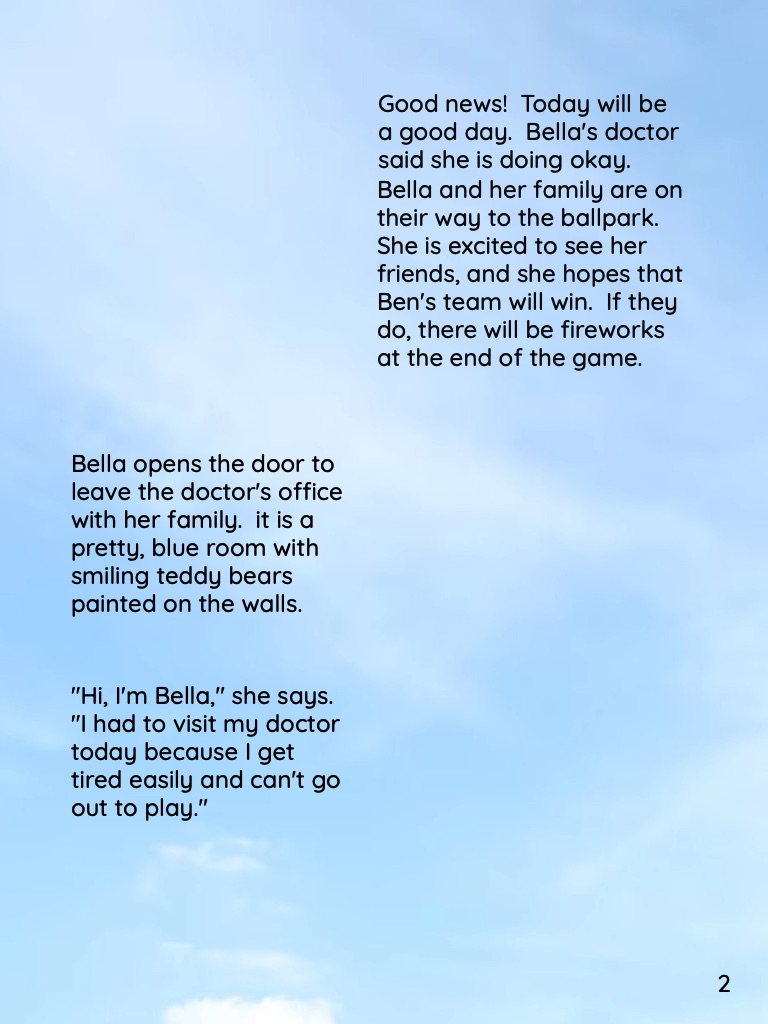 Good news!  Today will be
a good day.  Bella's doctor
said she is doing okay.
Bella and her family are on
their way to the ballpark.
She is excited to see her
friends, and she hopes that
Ben's team will win.  If they
do, there will be fireworks
at the end of the game.
Bella opens the door to
leave the doctor's office
with her family.  it is a
pretty, blue room with
smiling teddy bears
painted on the walls.
"Hi, I'm Bella," she says.
"I had to visit my doctor
today because I get
tired easily and can't go
out to play."
2